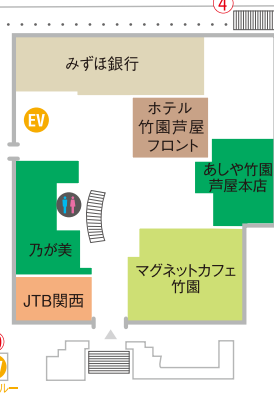 ④
みずほ銀行
EV
ホテル
竹園芦屋
フロント
あしや竹園
芦屋本店
乃が美
マグネットカフェ
竹園
JTB関西
ルー